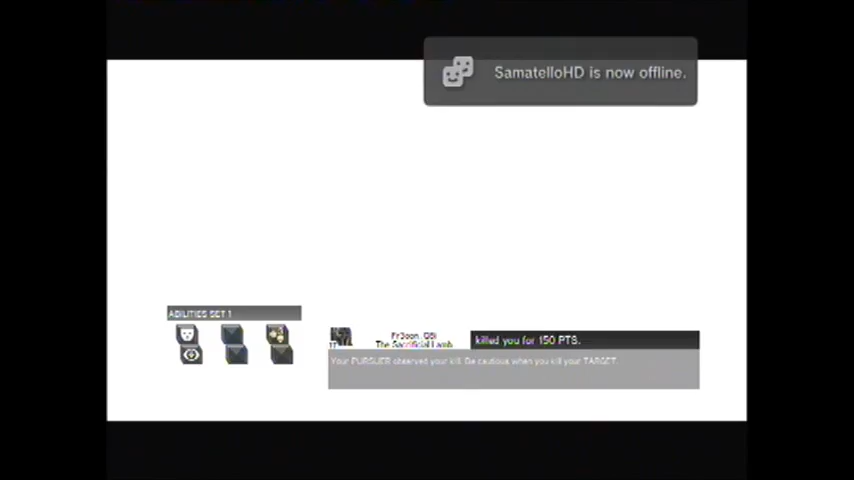 SamatelloHD is now offline.
ABILITIES SET 1
The Sacrificial Lamb
killed you for 150 PTS.
Your PURSUER observed your kill. Be cautious when you kill your TARGET.